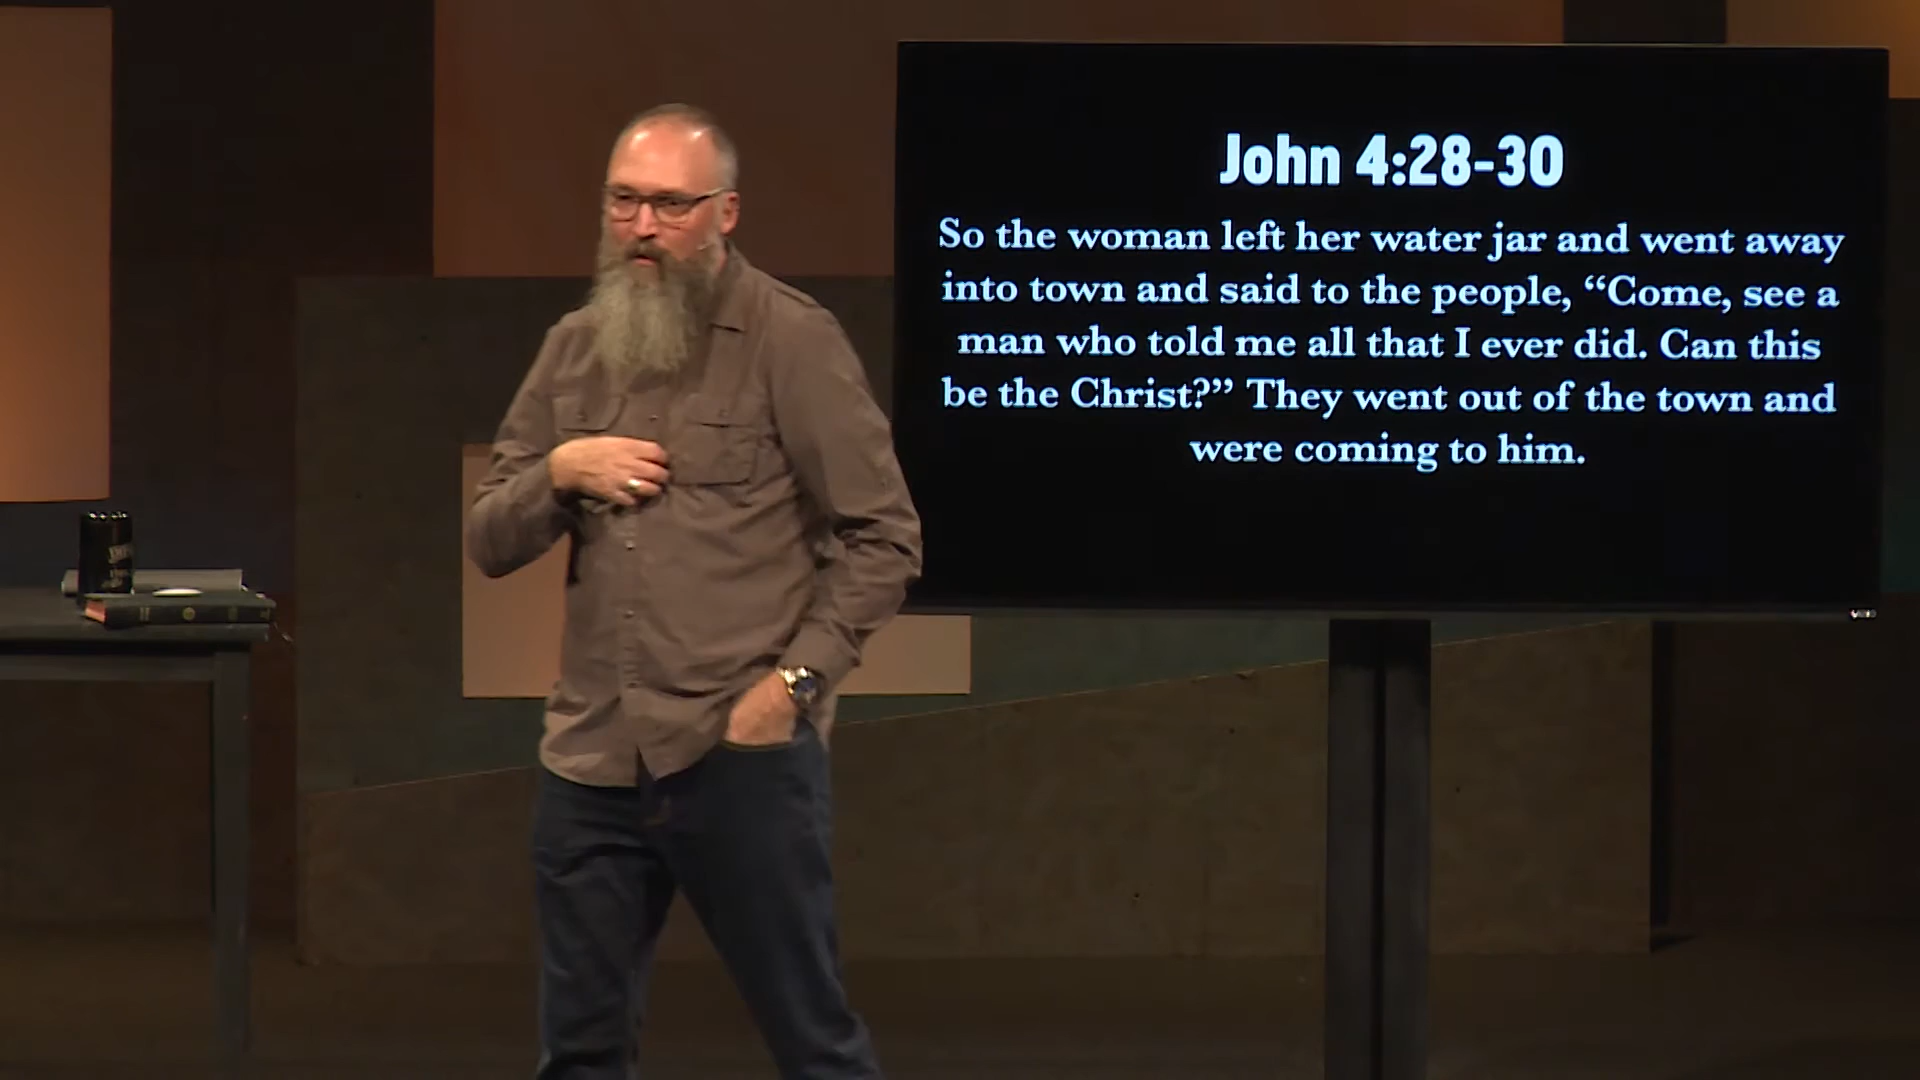 John 4:28-30
So the woman left her water jar and went away
into town and said to the people, “Come, see a
man who told me all that I ever did. Can this
be the Christ?” They went out of the town and
were coming to him.